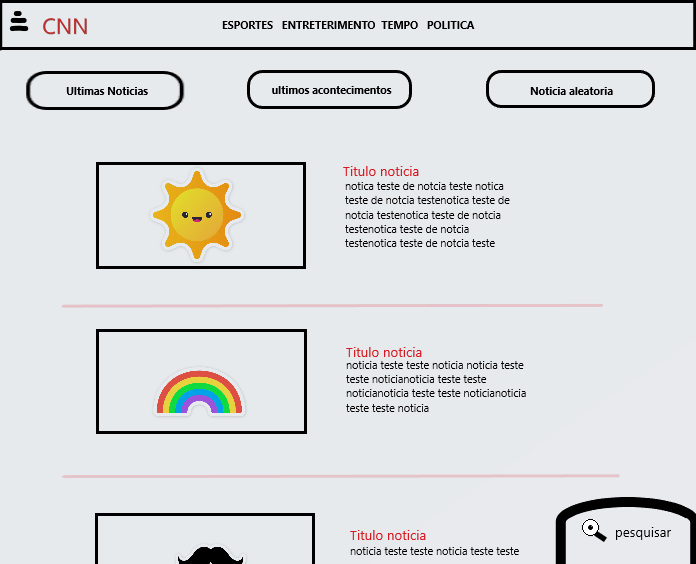 CNN
ESPORTES ENTRETERIMENTO TEMPO POLITICA
Ultimas Noticias
ultimos acontecimentos
Noticia aleatoria
Titulo noticia
notica teste de notcia teste notica
teste de notcia testenotica teste de
notcia testenotica teste de notcia
testenotica teste de notcia
testenotica teste de notcia teste
Titulo noticia
noticia teste teste noticia noticia teste
teste noticianoticia teste teste
noticianoticia teste teste noticianoticia
teste teste noticia
Titulo noticia
noticia teste teste noticia teste teste
pesquisar